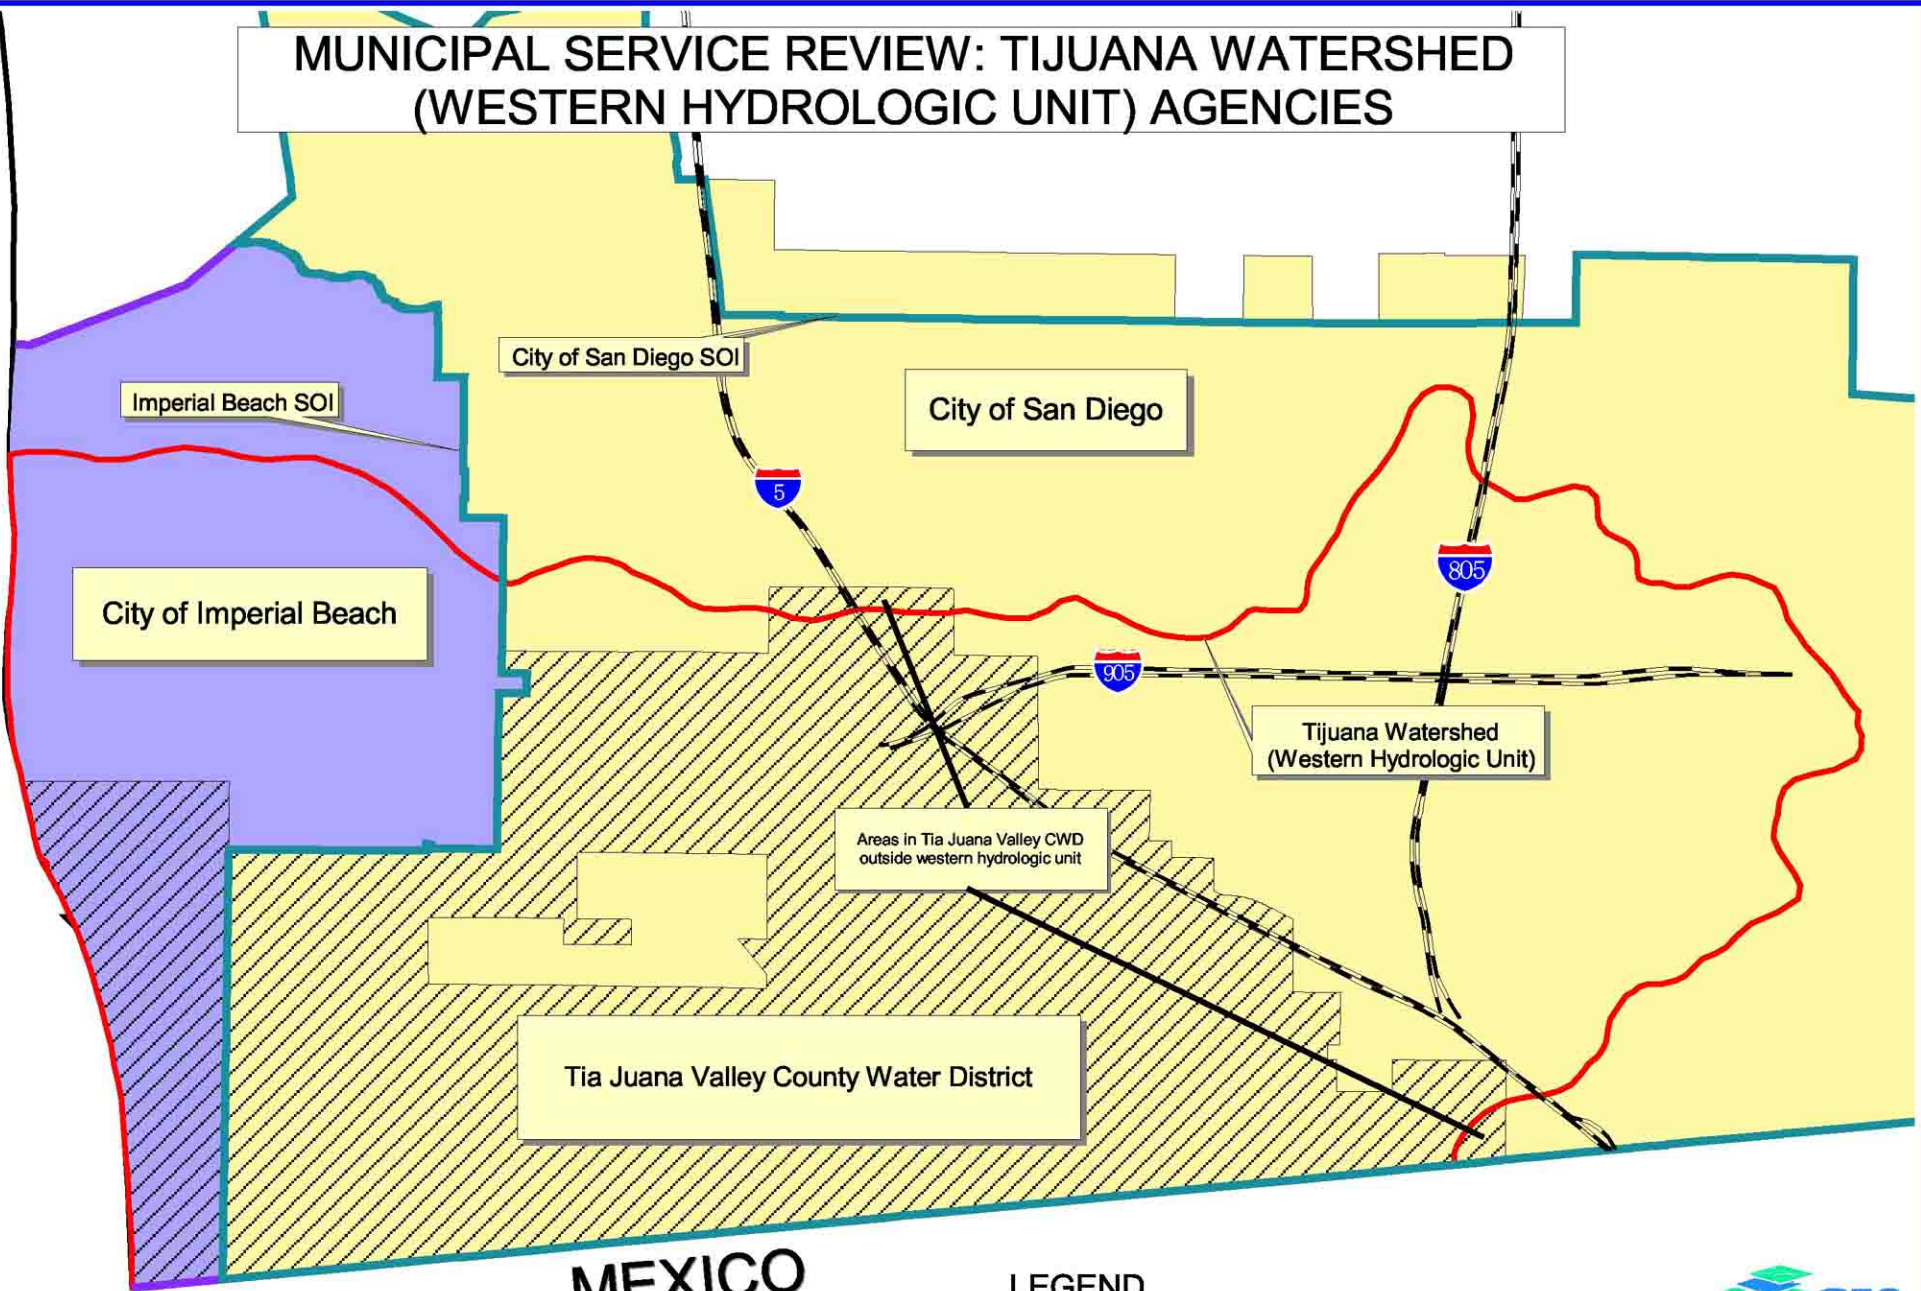 MUNICIPAL SERVICE REVIEW: TIJUANA WATERSHED
(WESTERN HYDROLOGIC UNIT) AGENCIES
City of San Diego SOI
Imperial Beach SOI
City of San Diego
5
805
City of Imperial Beach
905
Tijuana Watershed
(Western Hydrologic Unit)
Areas in Tia Juana Valley CWD
outside western hydrologic unit
Tia Juana Valley County Water District
MEXICO
LEGEND